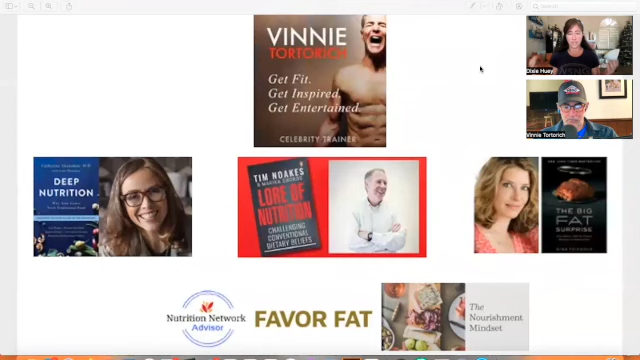 VINNIE
TORTORICH
Get Fit.
Get Inspired.
Get Entertained.
CELEBRITY TRAINER
Dixie Huey
Vinnie Tortorich
DEEP
NUTRITION
TIM NOAKES
LORE OF
NUTRITION
CHALLENGING
CONVENTIONAL
DIETARY BELIEFS
THE BIG
FAT
SURPRISE
Nutrition Network
Advisor
FAVOR FAT
The
Nourishment
Mindset